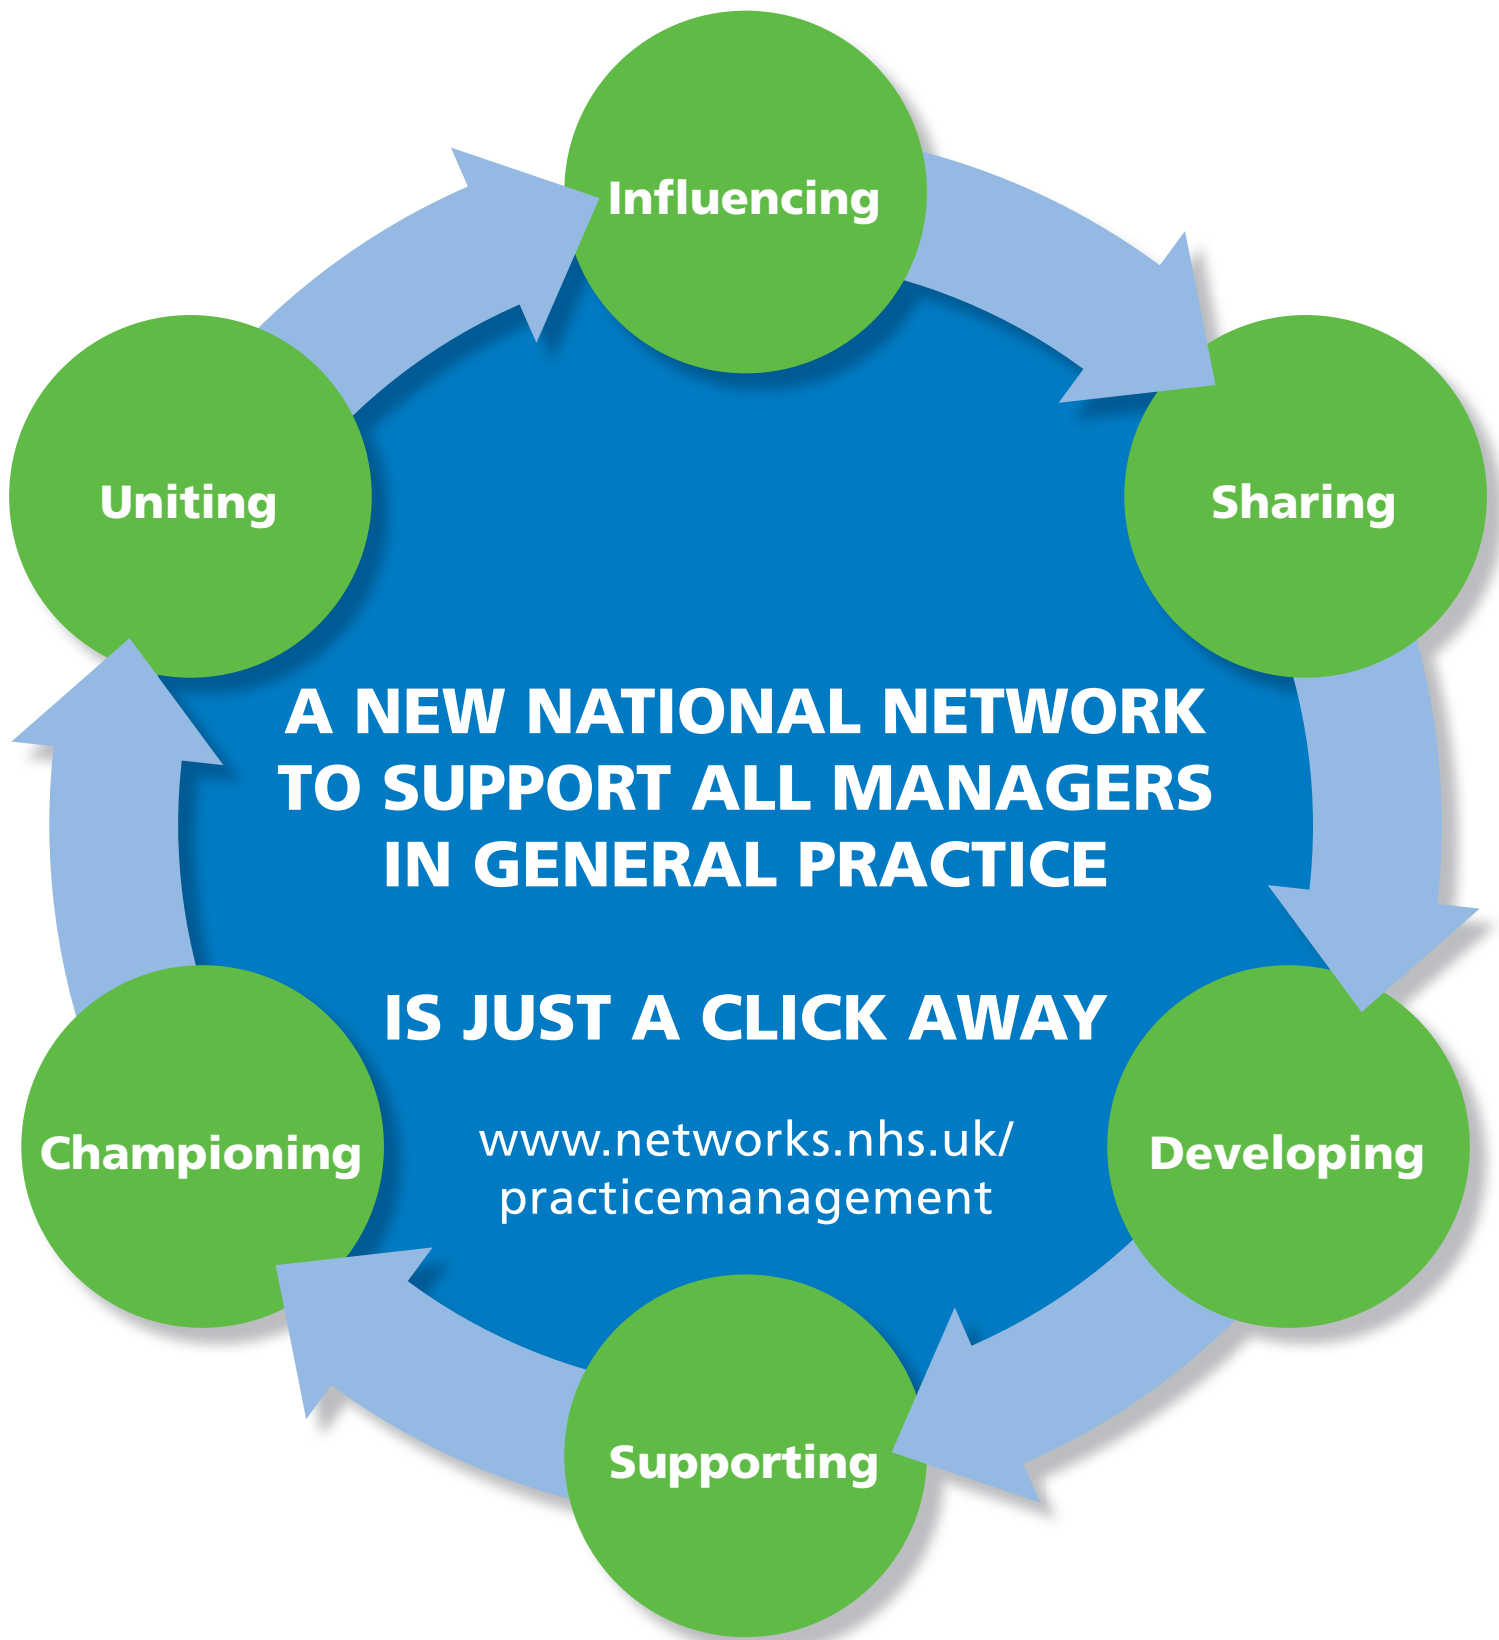 Influencing
Uniting
Sharing
A NEW NATIONAL NETWORK
TO SUPPORT ALL MANAGERS
IN GENERAL PRACTICE
IS JUST A CLICK AWAY
www.networks.nhs.uk/
practicemanagement
Championing
Developing
Supporting